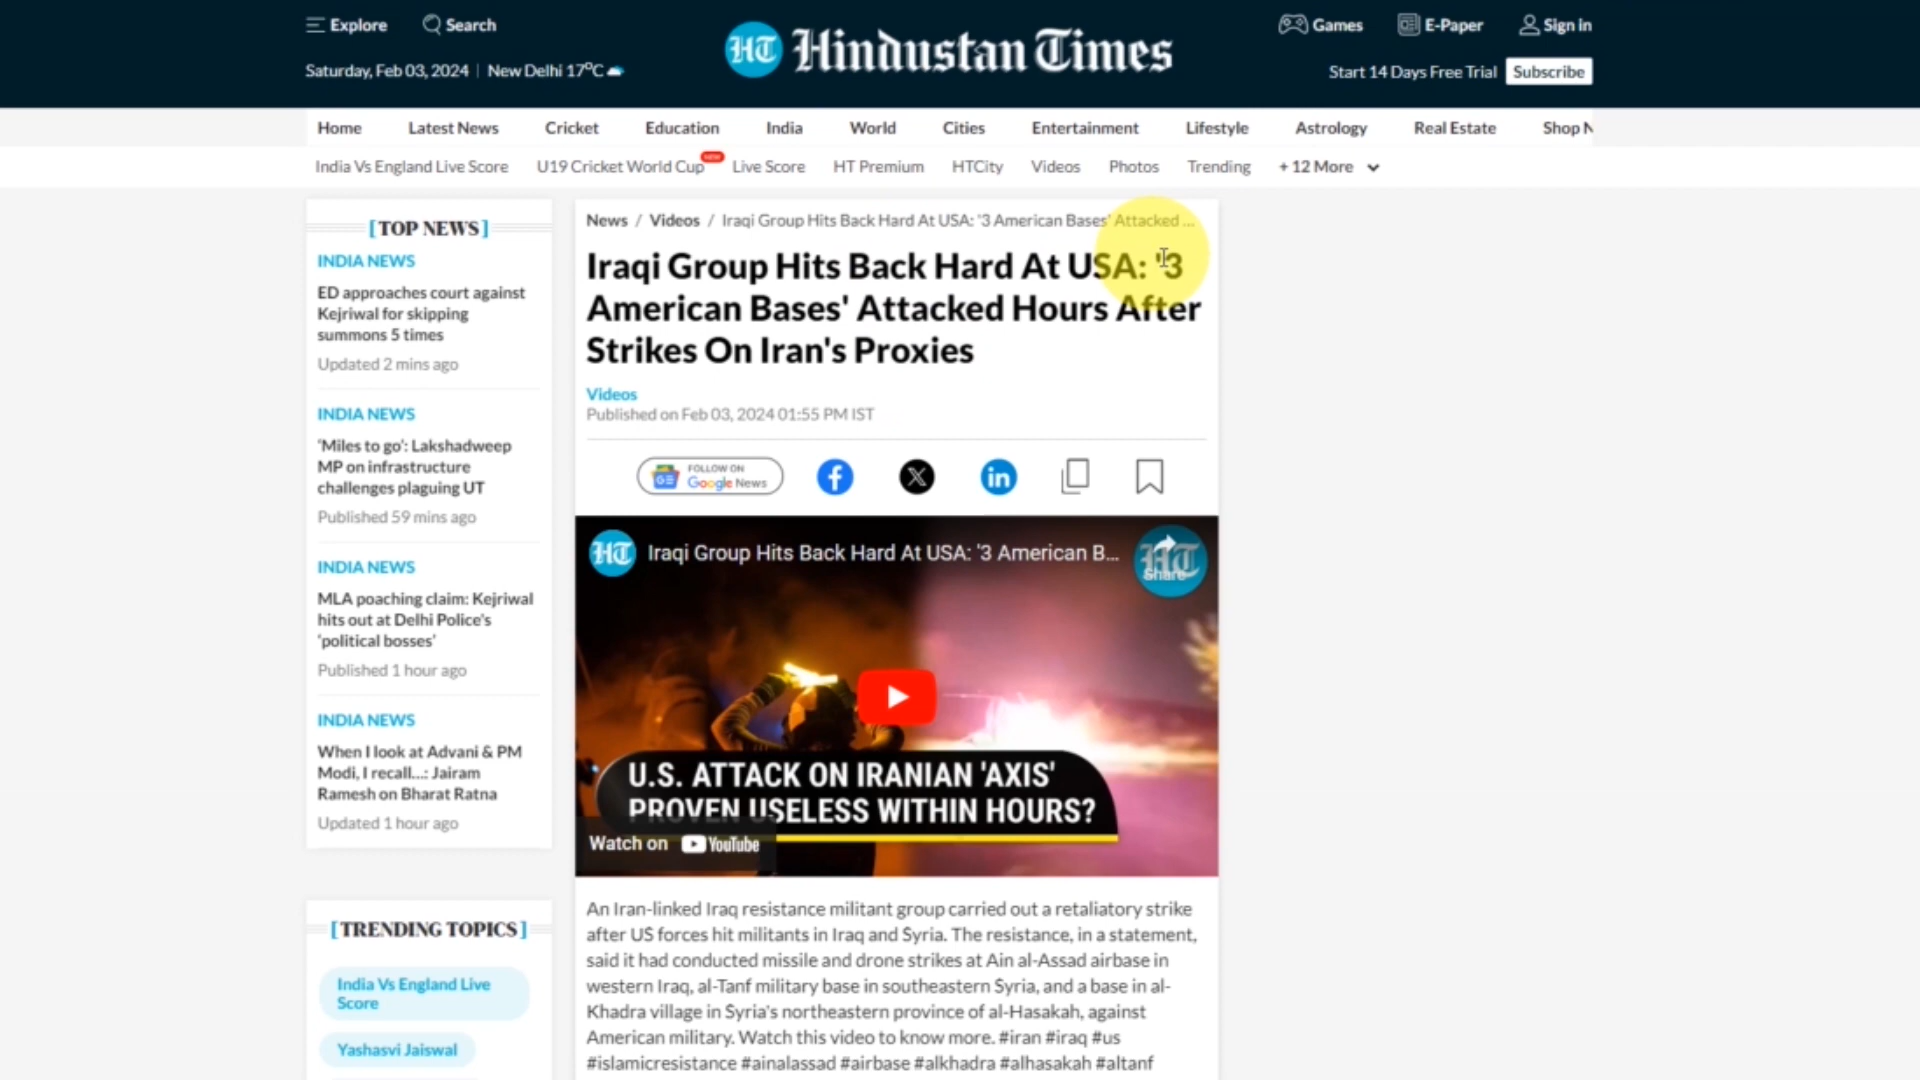 Explore
Search
Saturday, Feb 03, 2024 | New Delhi 17°C
HT Hindustan Times
Games
E-Paper
Sign in
Start 14 Days Free Trial
Subscribe
Home Latest News Cricket Education India World Cities Entertainment Lifestyle Astrology Real Estate Shop N
India Vs England Live Score U19 Cricket World Cup NEW Live Score HT Premium HTCity Videos Photos Trending + 12 More
[TOP NEWS]
INDIA NEWS
ED approaches court against
Kejriwal for skipping
summons 5 times
Updated 2 mins ago
INDIA NEWS
'Miles to go': Lakshadweep
MP on infrastructure
challenges plaguing UT
Published 59 mins ago
INDIA NEWS
MLA poaching claim: Kejriwal
hits out at Delhi Police's
'political bosses'
Published 1 hour ago
INDIA NEWS
When I look at Advani & PM
Modi, I recall...: Jairam
Ramesh on Bharat Ratna
Updated 1 hour ago
[TRENDING TOPICS]
India Vs England Live
Score
Yashasvi Jaiswal
News / Videos / Iraqi Group Hits Back Hard At USA: '3 American Bases' Attacked ...
Iraqi Group Hits Back Hard At USA: '3
American Bases' Attacked Hours After
Strikes On Iran's Proxies
Videos
Published on Feb 03, 2024 01:55 PM IST
FOLLOW ON
Google News
HT
Iraqi Group Hits Back Hard At USA: '3 American B...
HT
Share
U.S. ATTACK ON IRANIAN 'AXIS'
PROVEN USELESS WITHIN HOURS?
Watch on YouTube
An Iran-linked Iraq resistance militant group carried out a retaliatory strike
after US forces hit militants in Iraq and Syria. The resistance, in a statement,
said it had conducted missile and drone strikes at Ain al-Assad airbase in
western Iraq, al-Tanf military base in southeastern Syria, and a base in al-
Khadra village in Syria's northeastern province of al-Hasakah, against
American military. Watch this video to know more. #iran #iraq #us
#islamicresistance #ainalassad #airbase #alkhadra #alhasakah #altanf